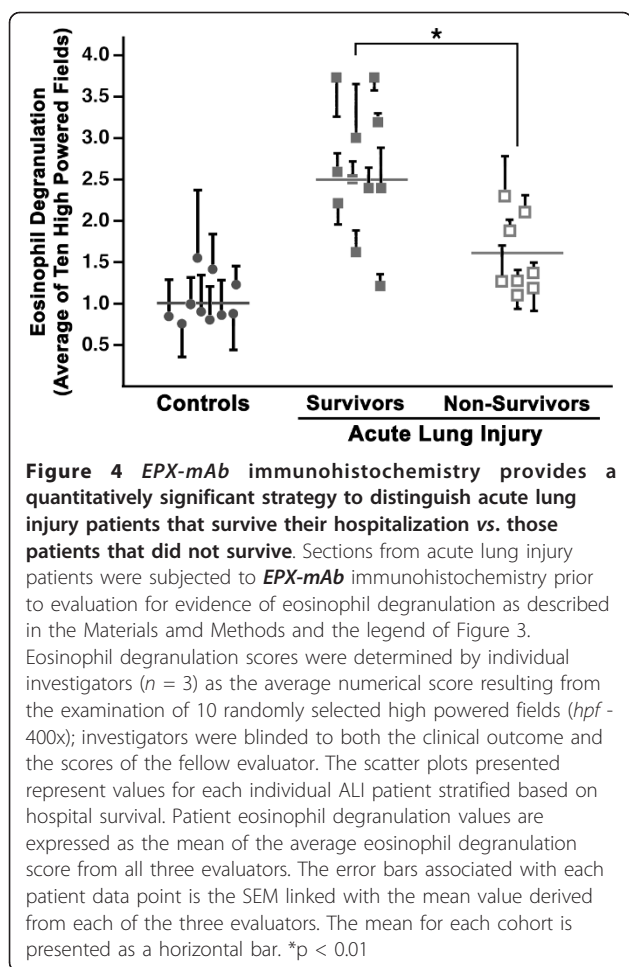 Eosinophil Degranulation
(Average of Ten High Powered Fields)
4.0
3.5
3.0
2.5
2.0
1.5
1.0
0.5
*
Controls
Survivors
Non-Survivors
Acute Lung Injury
Figure 4 EPX-mAb immunohistochemistry provides a
quantitatively significant strategy to distinguish acute lung
injury patients that survive their hospitalization vs. those
patients that did not survive. Sections from acute lung injury
patients were subjected to EPX-mAb immunohistochemistry prior
to evaluation for evidence of eosinophil degranulation as described
in the Materials amd Methods and the legend of Figure 3.
Eosinophil degranulation scores were determined by individual
investigators (n = 3) as the average numerical score resulting from
the examination of 10 randomly selected high powered fields (hpf -
400x); investigators were blinded to both the clinical outcome and
the scores of the fellow evaluator. The scatter plots presented
represent values for each individual ALI patient stratified based on
hospital survival. Patient eosinophil degranulation values are
expressed as the mean of the average eosinophil degranulation
score from all three evaluators. The error bars associated with each
patient data point is the SEM linked with the mean value derived
from each of the three evaluators. The mean for each cohort is
presented as a horizontal bar. *p < 0.01